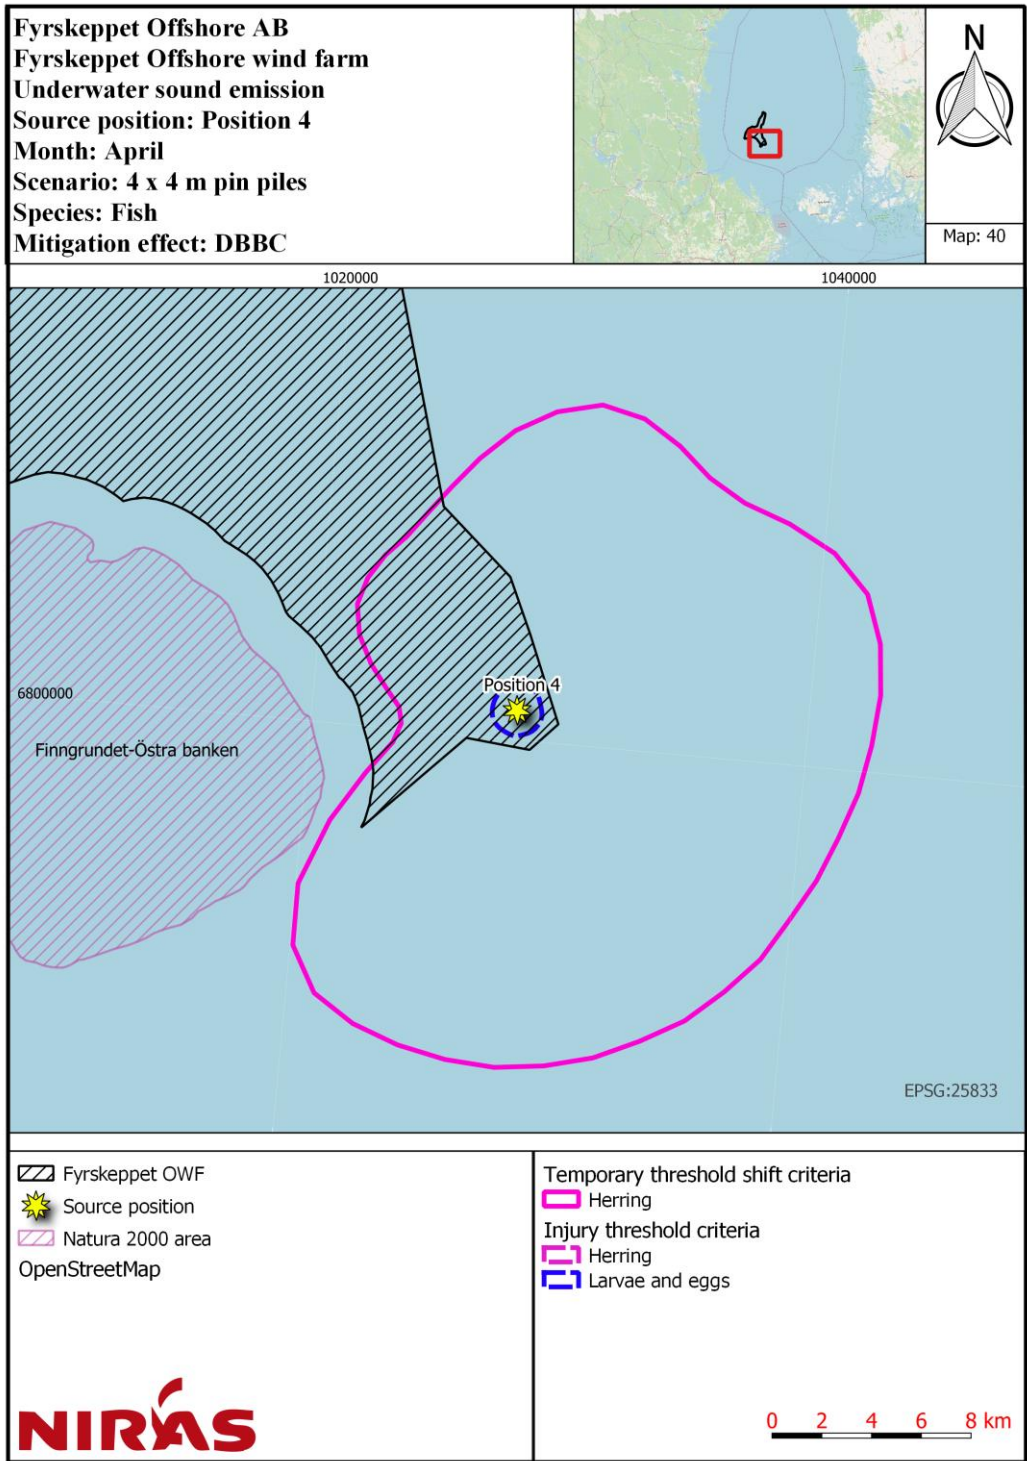 Fyrskeppet Offshore AB
Fyrskeppet Offshore wind farm
Underwater sound emission
Source position: Position 4
Month: April
Scenario: 4 x 4 m pin piles
Species: Fish
Mitigation effect: DBBC
N
Map: 40
1020000 1040000
Position 4
6800000
Finngrundet-Östra banken
EPSG:25833
Fyrskeppet OWF
Source position
Natura 2000 area
OpenStreetMap
Temporary threshold shift criteria
Herring
Injury threshold criteria
Herring
Larvae and eggs
NIRÁS
0 2 4 6 8 km